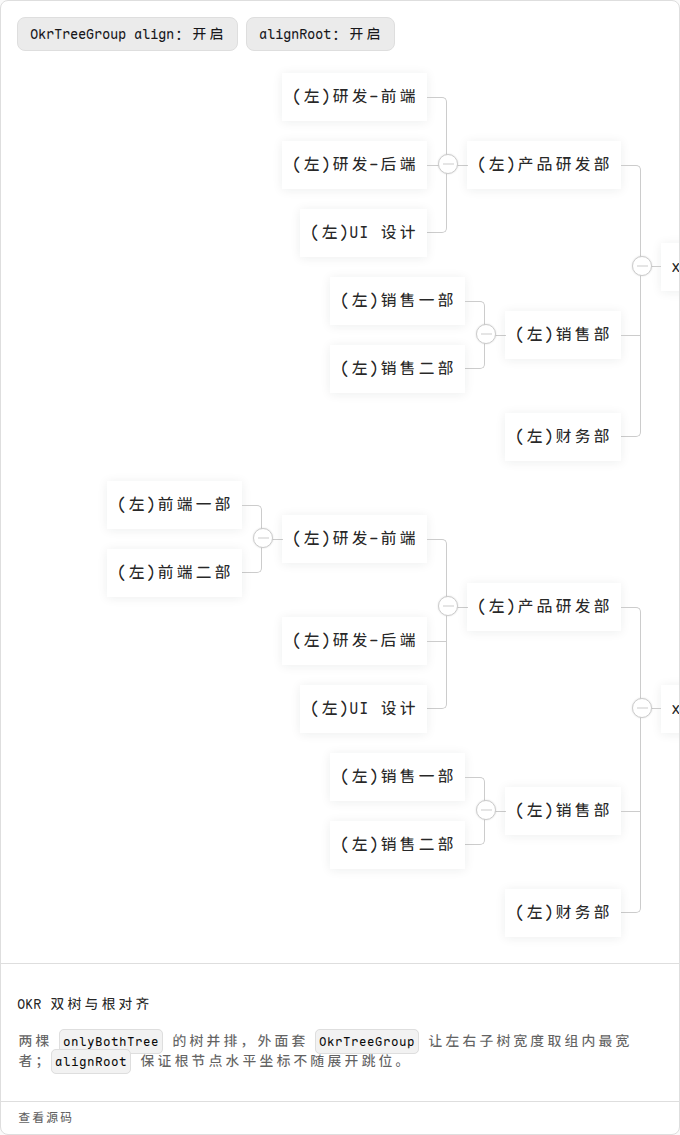 OkrTreeGroup align: 开启 alignRoot: 开启
(左)研发-前端
(左)研发-后端 (左)产品研发部
(左)UI 设计
x
(左)销售一部
(左)销售部
(左)销售二部
(左)财务部
(左)前端一部
(左)研发-前端
(左)前端二部
(左)产品研发部
(左)研发-后端
(左)UI 设计
x
(左)销售一部
(左)销售部
(左)销售二部
(左)财务部
OKR 双树与根对齐
两棵 onlyBothTree 的树并排，外面套 OkrTreeGroup 让左右子树宽度取组内最宽
者；alignRoot 保证根节点水平坐标不随展开跳位。
查看源码